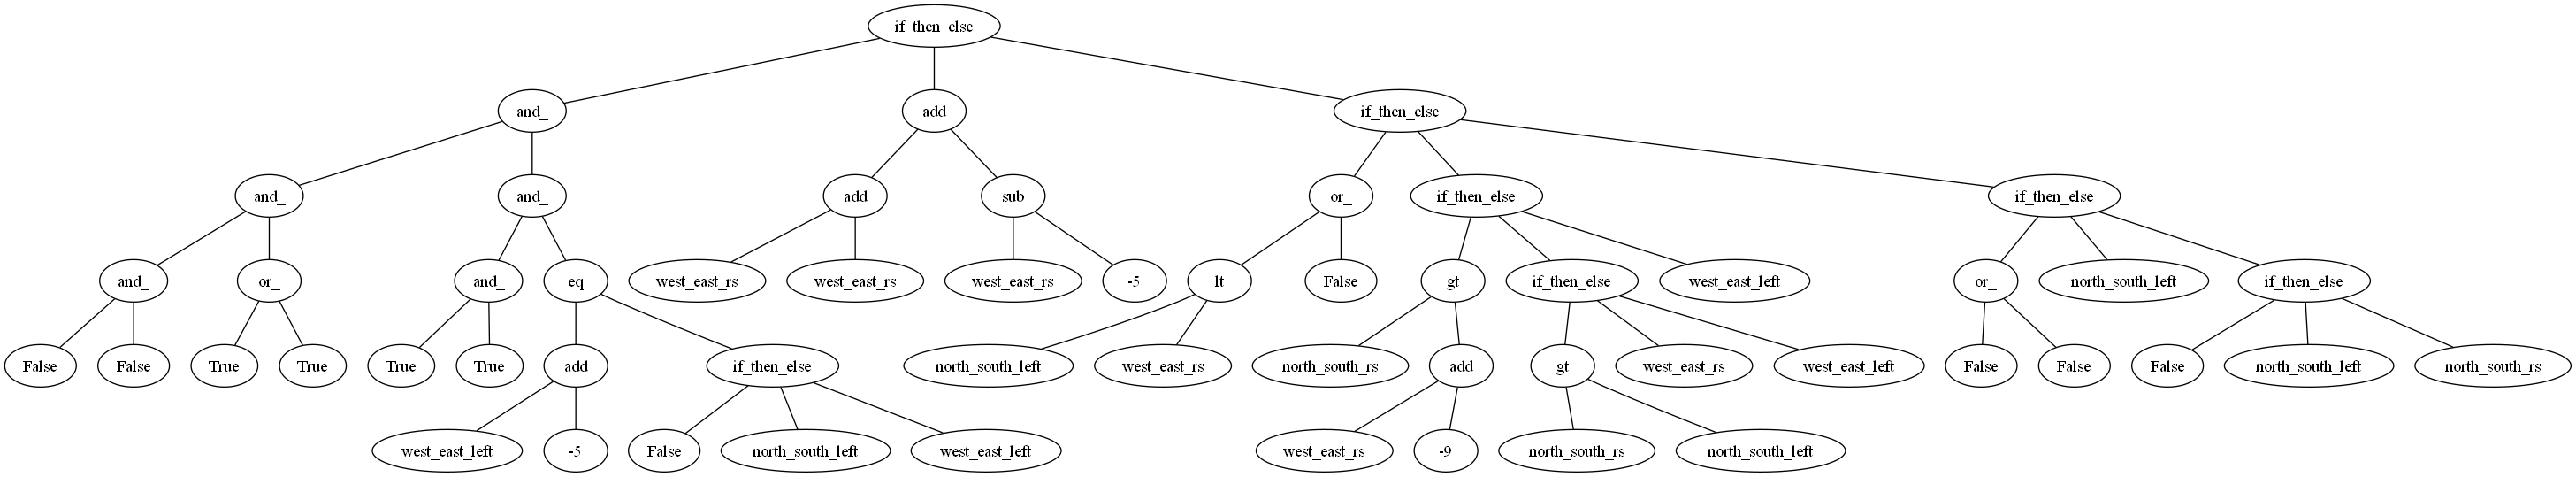 if_then_else
and_ add if_then_else
and_ and_ add sub or_ if_then_else if_then_else
and_ or_ and_ eq west_east_rs west_east_rs west_east_rs -5 lt False gt if_then_else west_east_left or_ north_south_left if_then_else
False False True True True True add if_then_else north_south_left west_east_rs north_south_rs add gt west_east_rs west_east_left False False False north_south_left north_south_rs
west_east_left -5 False north_south_left west_east_left west_east_rs -9 north_south_rs north_south_left